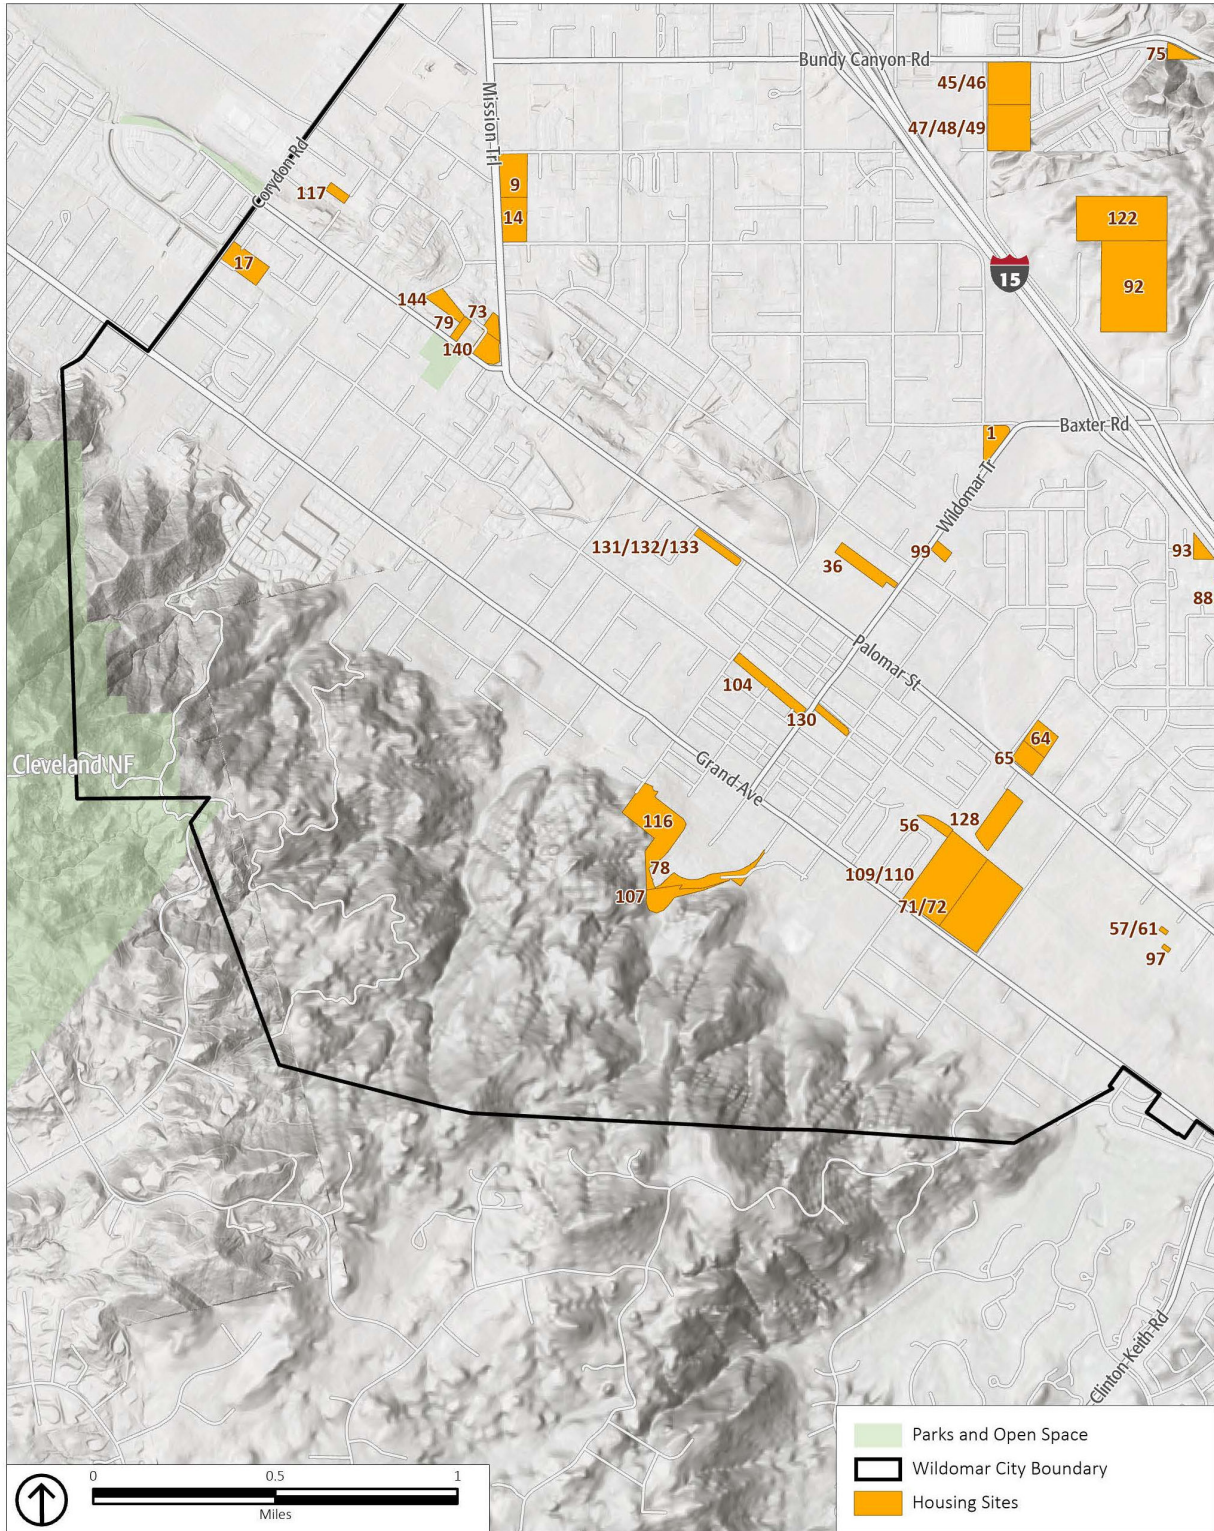 Bundy Canyon Rd
75
45/46
47/48/49
Mission Trl
Corydon Rd
117
9
14
122
17
15
92
144
73
79
140
1
Baxter Rd
Wildomar Tr
131/132/133
36
99
93
88
Palomar St
104
130
64
65
Cleveland NF
Grand Ave
116
56
128
78
109/110
107
71/72
57/61
97
Clinton Keith Rd
Parks and Open Space
Wildomar City Boundary
Housing Sites
0 0.5 1
Miles